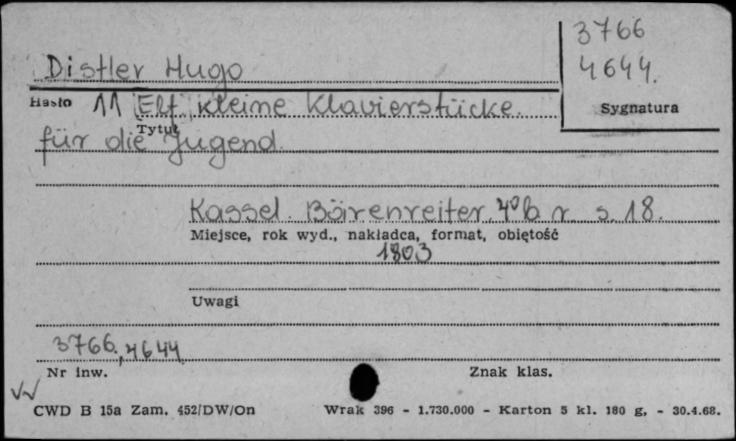 3766
4644.
Distler Hugo
Hasło 11 Elf kleine Klavierstücke. Sygnatura
Tytuł
für die Jugend.
Kassel. Bärenreiter. 4° b r s. 18.
Miejsce, rok wyd., nakładca, format, objętość
1803
Uwagi
3766., 4644
Nr inw. Znak klas.
CWD B 15a Zam. 452/DW/On Wrak 396 - 1.730.000 - Karton 5 kl. 180 g, - 30.4.68.